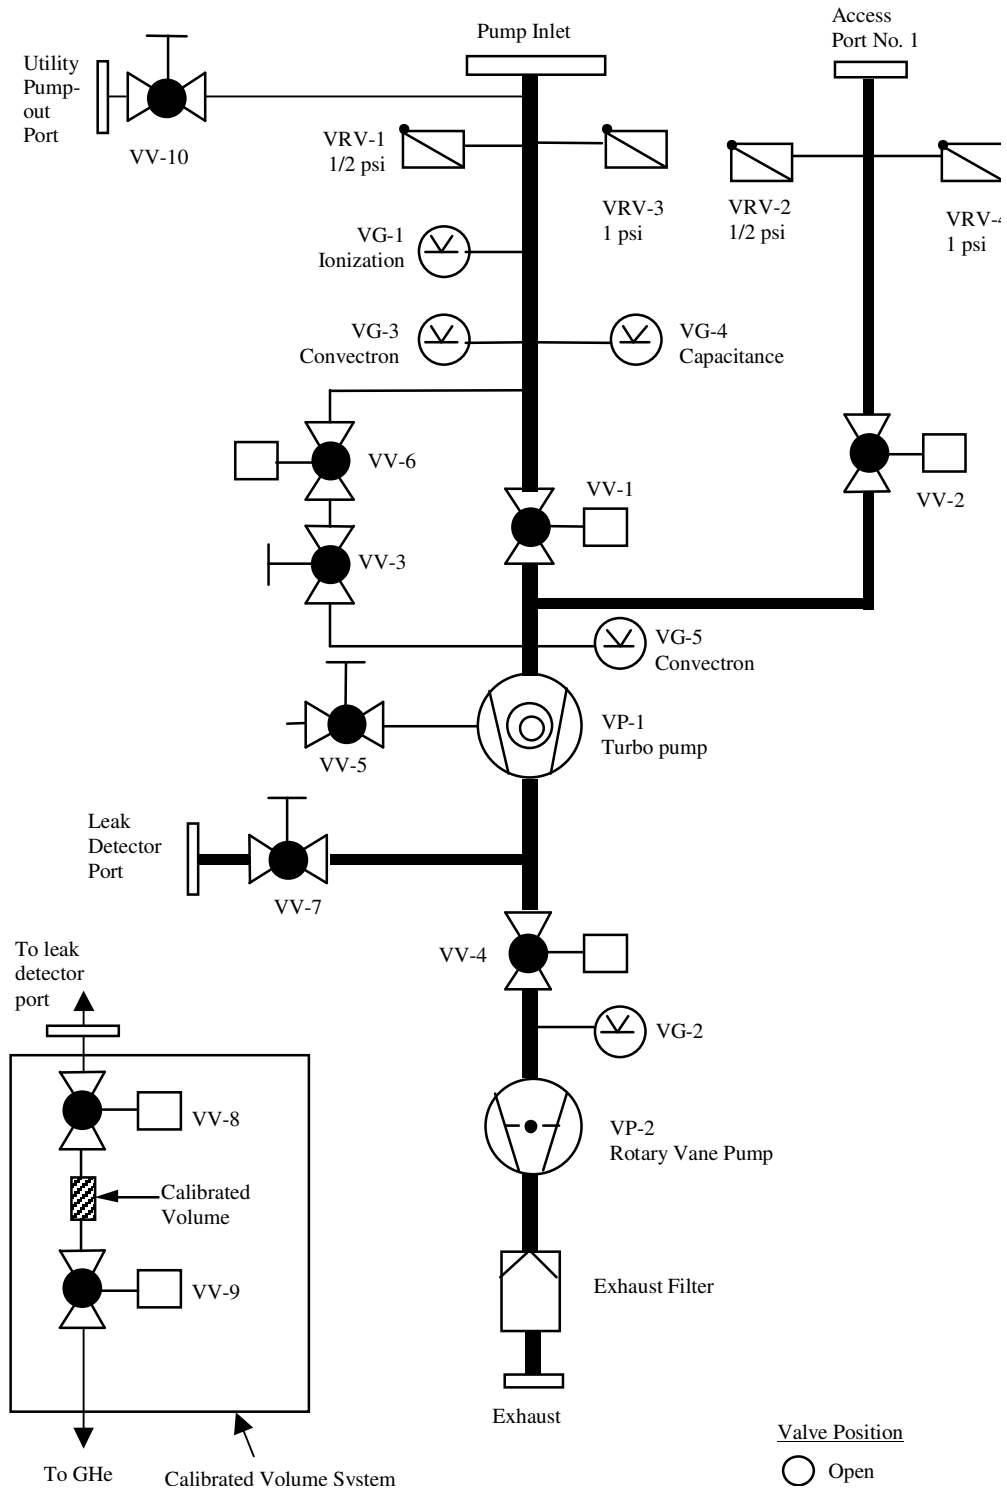 Pump Inlet
Access
Port No. 1
Utility
Pump-
out
Port
VV-10
VRV-1
1/2 psi
VRV-3
1 psi
VRV-2
1/2 psi
VRV-4
1 psi
VG-1
Ionization
VG-3
Convectron
VG-4
Capacitance
VV-6
VV-1
VV-2
VV-3
VG-5
Convectron
VP-1
Turbo pump
VV-5
Leak
Detector
Port
VV-7
To leak
detector
port
VV-4
VG-2
VV-8
VP-2
Rotary Vane Pump
Calibrated
Volume
VV-9
Exhaust Filter
Exhaust
To GHe
Calibrated Volume System
Valve Position
Open